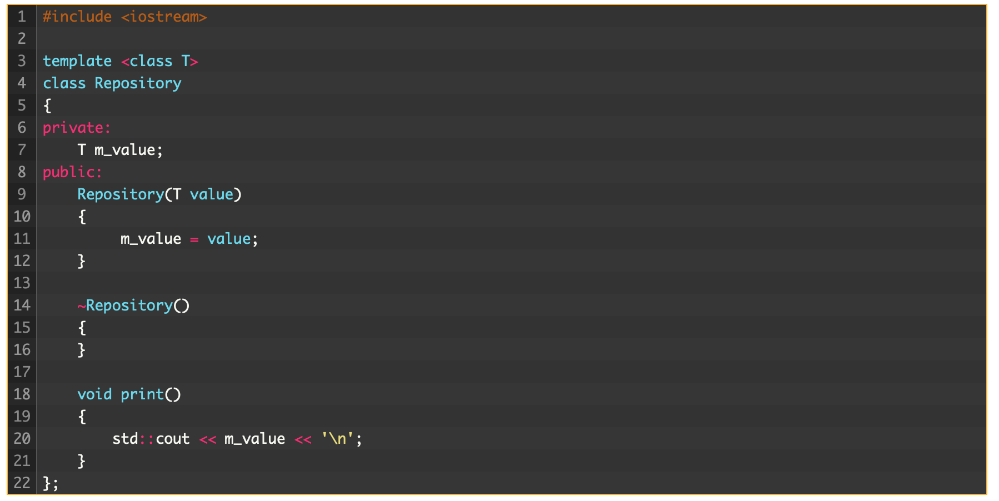 1 #include <iostream>
2
3 template <class T>
4 class Repository
5 {
6 private:
7     T m_value;
8 public:
9     Repository(T value)
10     {
11          m_value = value;
12     }
13
14     ~Repository()
15     {
16     }
17
18     void print()
19     {
20         std::cout << m_value << '\n';
21     }
22 };